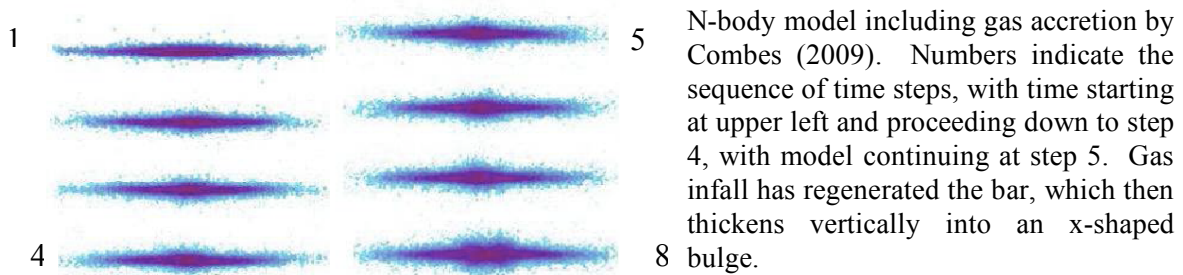 1
4
5
8
N-body model including gas accretion by
Combes (2009). Numbers indicate the
sequence of time steps, with time starting
at upper left and proceeding down to step
4, with model continuing at step 5. Gas
infall has regenerated the bar, which then
thickens vertically into an x-shaped
bulge.